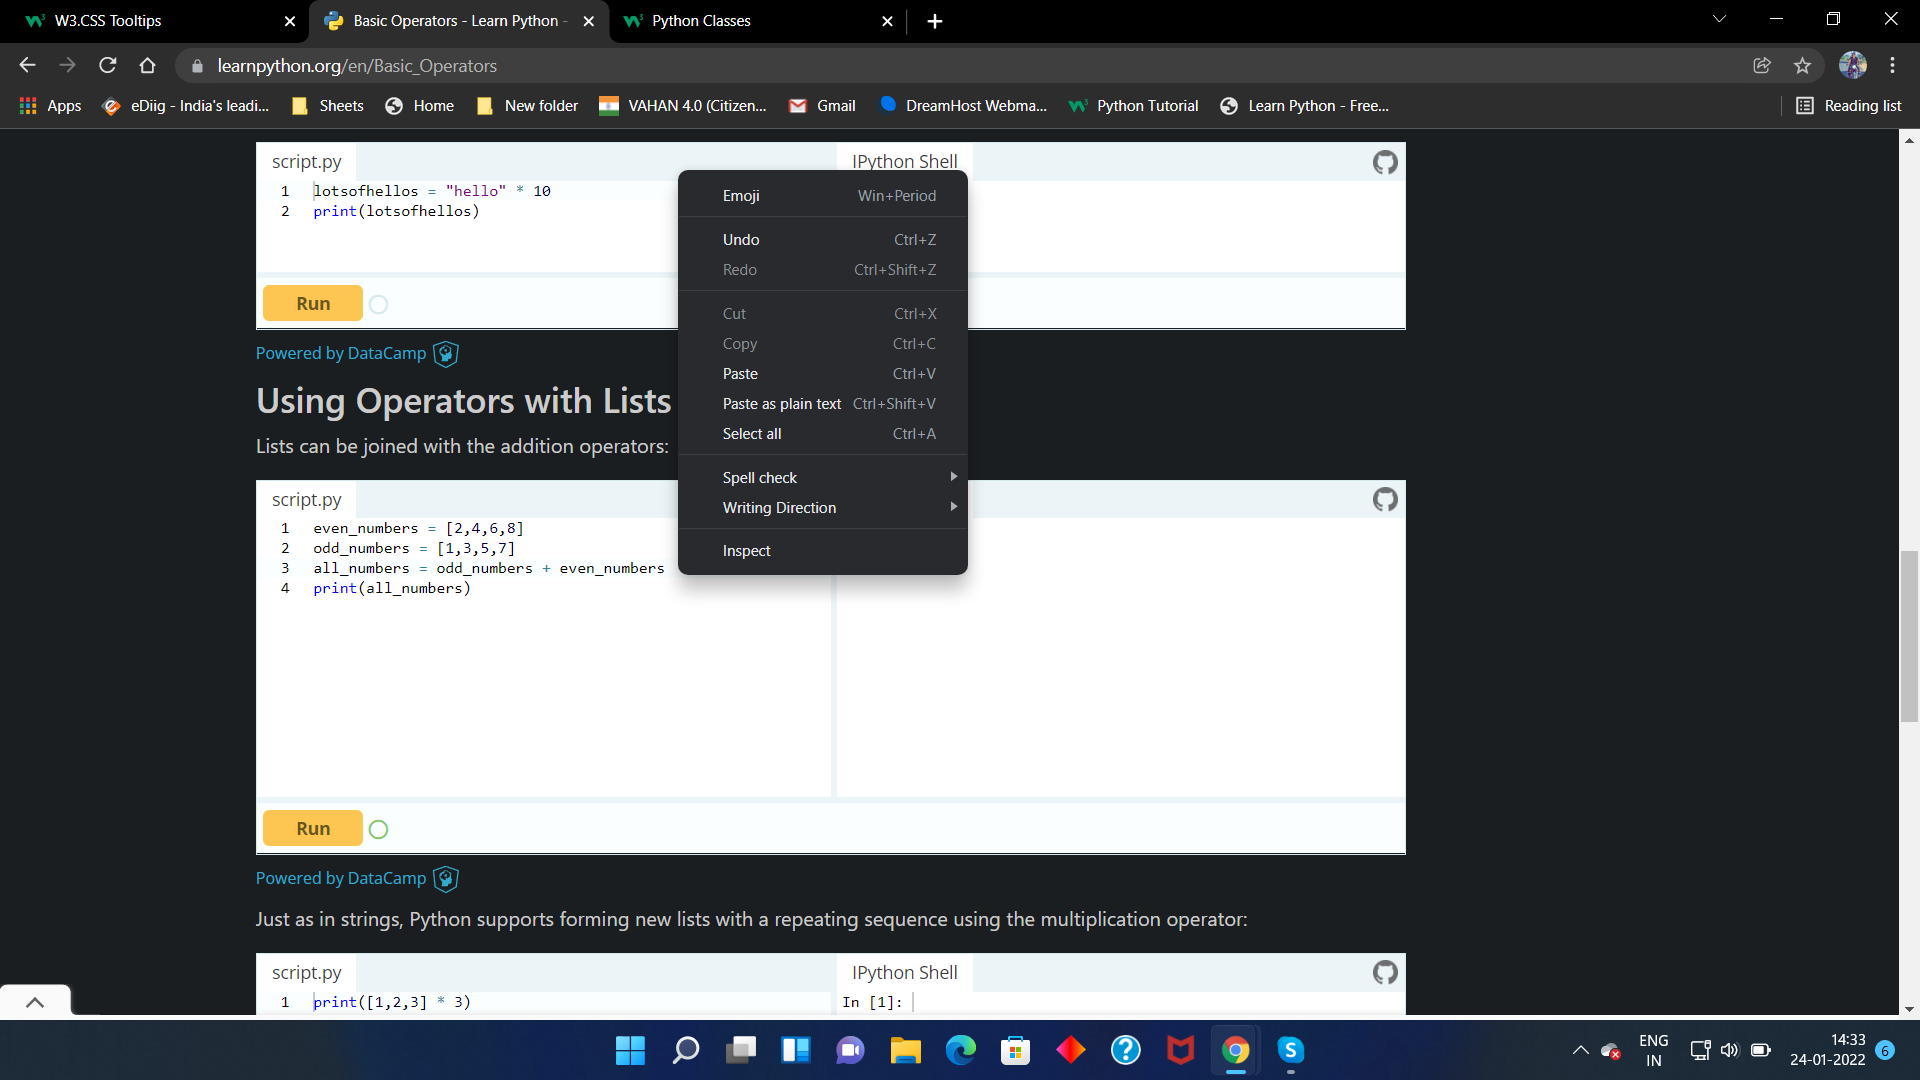 W3.CSS Tooltips
Basic Operators - Learn Python -
Python Classes
learnpython.org/en/Basic_Operators
Apps
eDiig - India's leadi...
Sheets
Home
New folder
VAHAN 4.0 (Citizen...
Gmail
DreamHost Webma...
Python Tutorial
Learn Python - Free...
Reading list
script.py
IPython Shell
1 lotsofhellos = "hello" * 10
2 print(lotsofhellos)
Run
Powered by DataCamp
Emoji Win+Period
Undo Ctrl+Z
Redo Ctrl+Shift+Z
Cut Ctrl+X
Copy Ctrl+C
Paste Ctrl+V
Paste as plain text Ctrl+Shift+V
Select all Ctrl+A
Spell check
Writing Direction
Inspect
Using Operators with Lists
Lists can be joined with the addition operators:
script.py
1 even_numbers = [2,4,6,8]
2 odd_numbers = [1,3,5,7]
3 all_numbers = odd_numbers + even_numbers
4 print(all_numbers)
Run
Powered by DataCamp
Just as in strings, Python supports forming new lists with a repeating sequence using the multiplication operator:
script.py
IPython Shell
1 print([1,2,3] * 3)
In [1]:
ENG
IN
14:33
24-01-2022
6